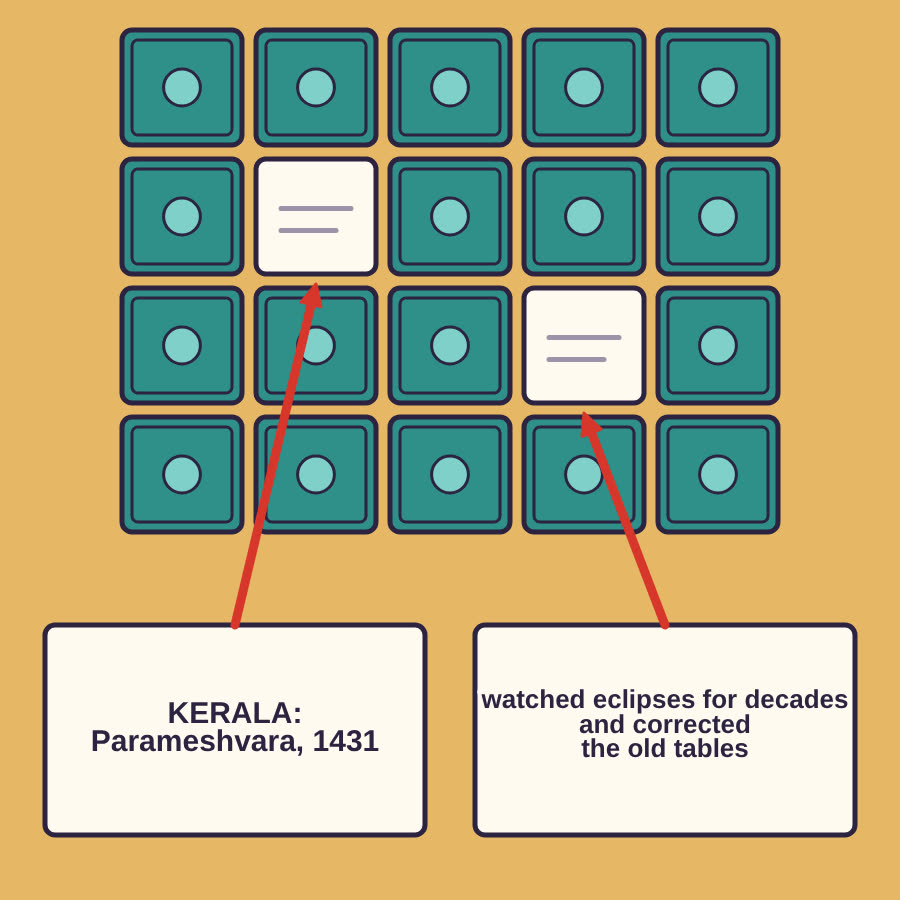 KERALA:
Parameshvara, 1431
watched eclipses for decades
and corrected
the old tables